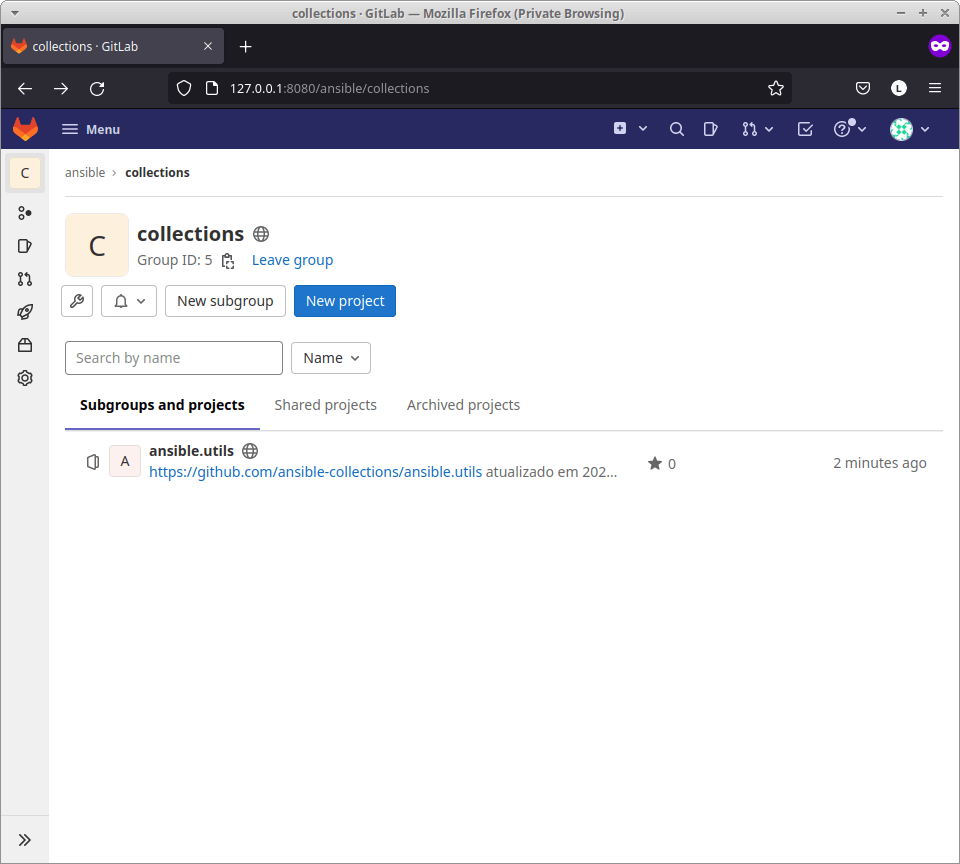 collections · GitLab — Mozilla Firefox (Private Browsing)
collections · GitLab
127.0.0.1:8080/ansible/collections
L
Menu
C
ansible › collections
C
collections
Group ID: 5 Leave group
New subgroup New project
Search by name Name
Subgroups and projects Shared projects Archived projects
A ansible.utils
https://github.com/ansible-collections/ansible.utils atualizado em 202... 0 2 minutes ago